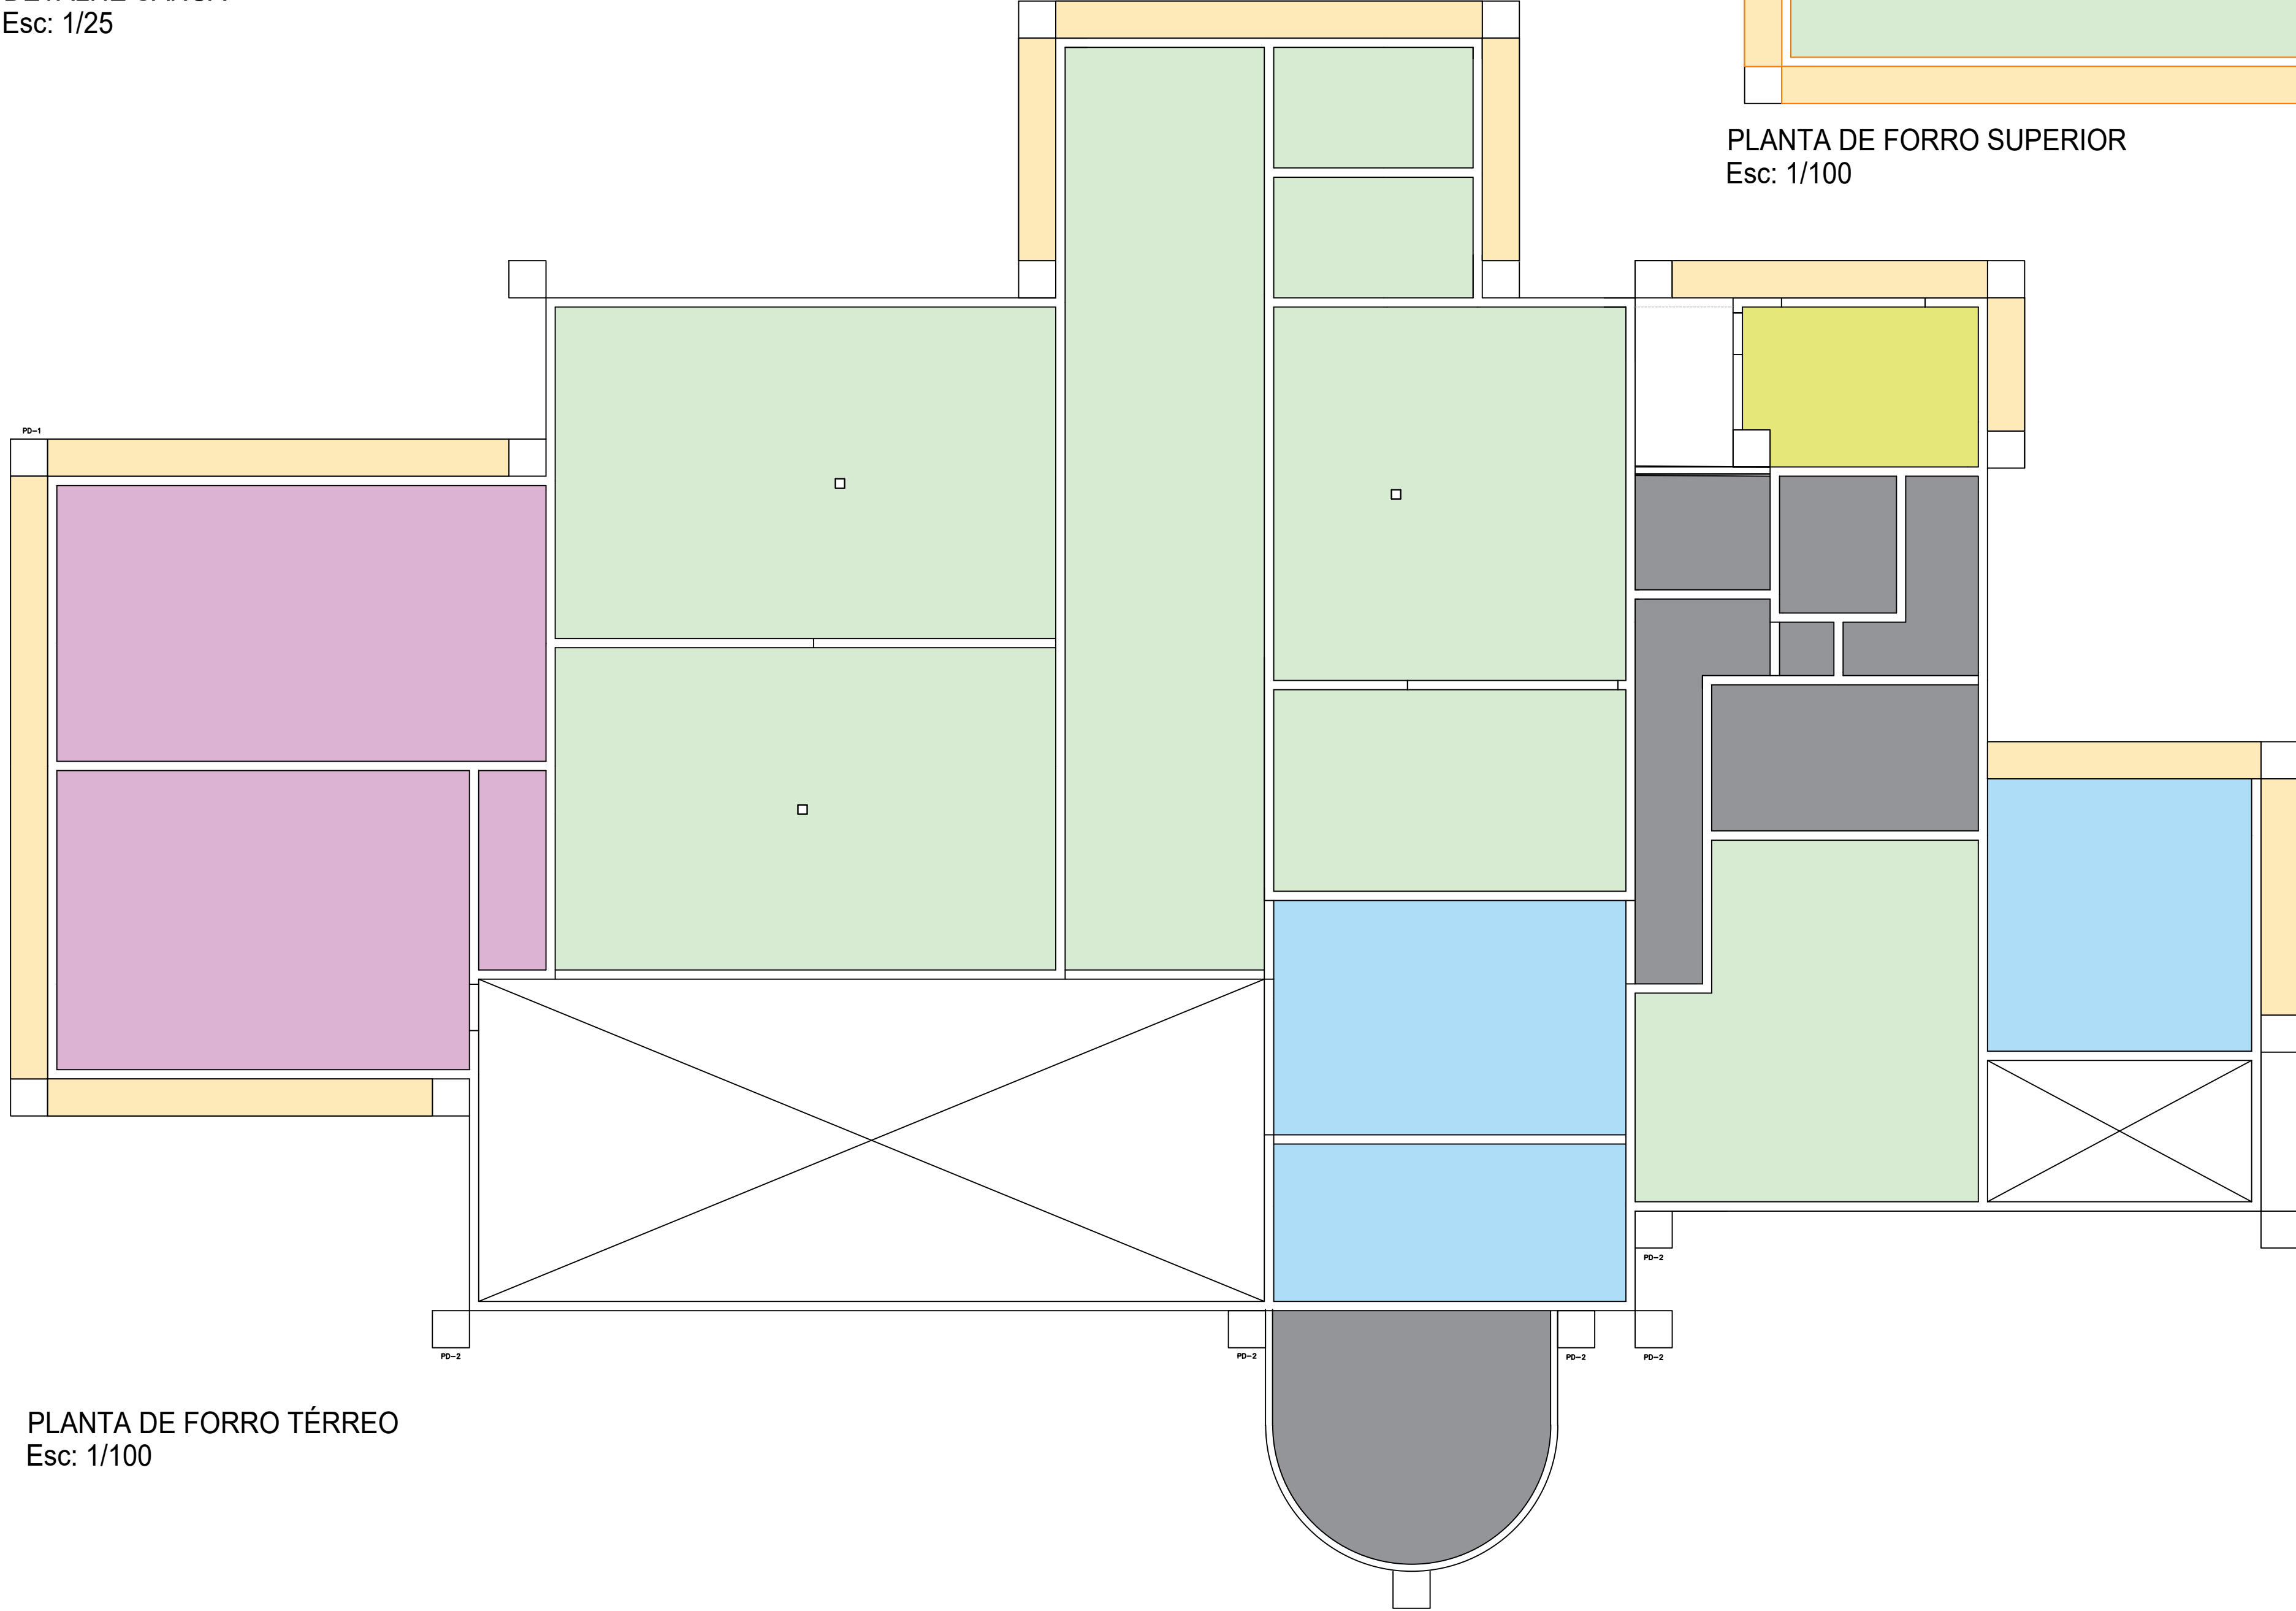 Esc: 1/25
PLANTA DE FORRO SUPERIOR
Esc: 1/100
PD-1
PD-2
PD-2
PD-2
PD-2
PD-2
PLANTA DE FORRO TÉRREO
Esc: 1/100